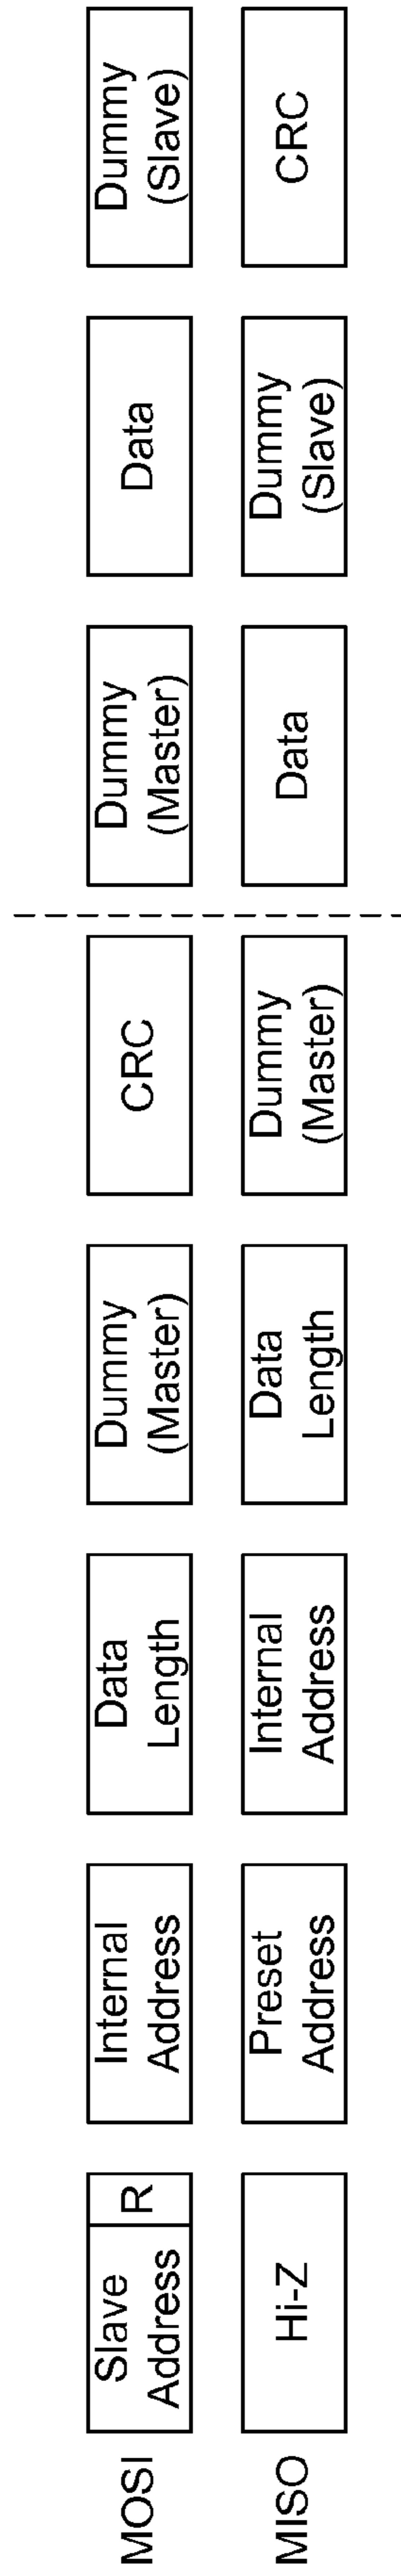 MOSI
Slave
Address
R
Internal
Address
Data
Length
Dummy
(Master)
CRC
Dummy
(Master)
Data
Dummy
(Slave)
MISO
Hi-Z
Preset
Address
Internal
Address
Data
Length
Dummy
(Master)
Data
Dummy
(Slave)
CRC